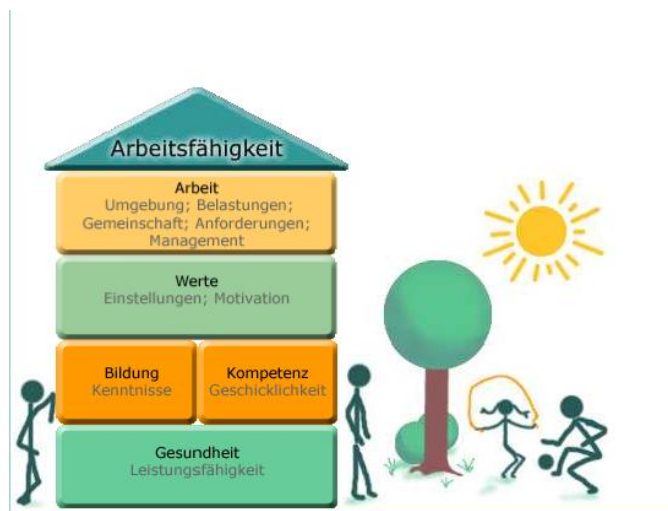 Arbeitsfähigkeit
Arbeit
Umgebung; Belastungen;
Gemeinschaft; Anforderungen;
Management
Werte
Einstellungen; Motivation
Bildung
Kenntnisse
Kompetenz
Geschicklichkeit
Gesundheit
Leistungsfähigkeit